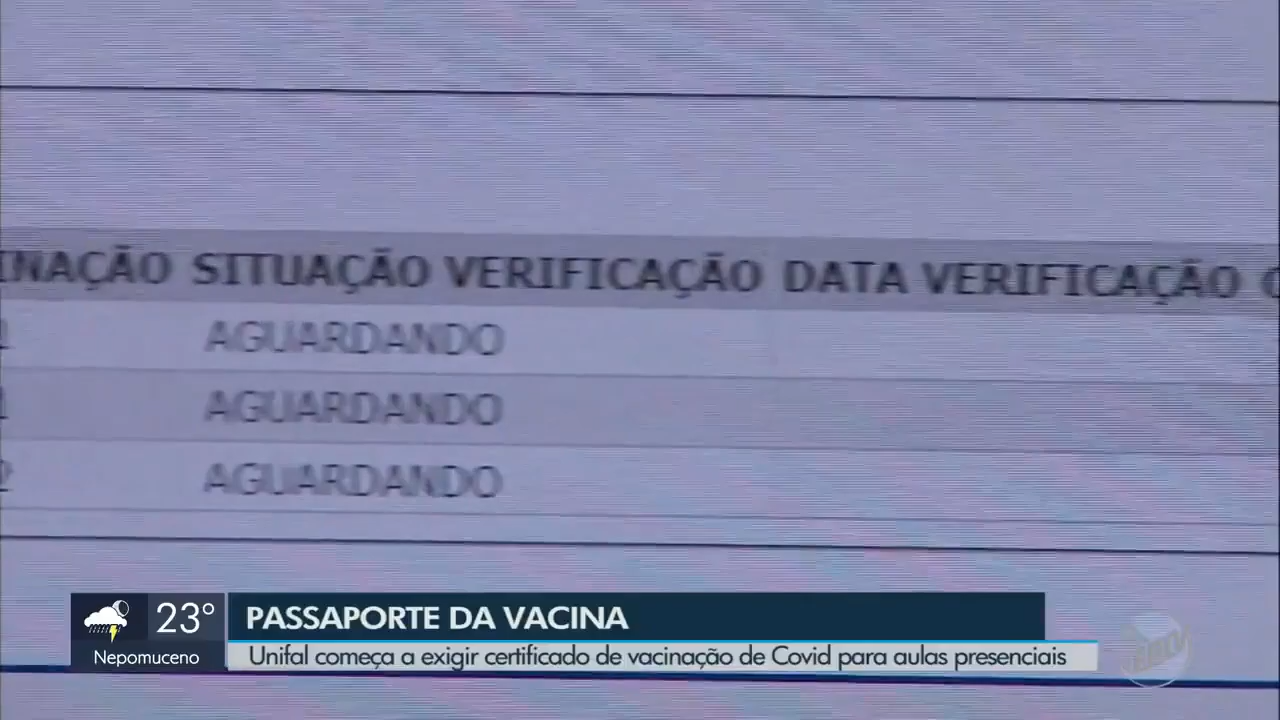 SITUAÇÃO VERIFICAÇÃO DATA VERIFICAÇÃO
AGUARDANDO
AGUARDANDO
AGUARDANDO
23°
Nepomuceno
PASSAPORTE DA VACINA
Unifal começa a exigir certificado de vacinação de Covid para aulas presenciais